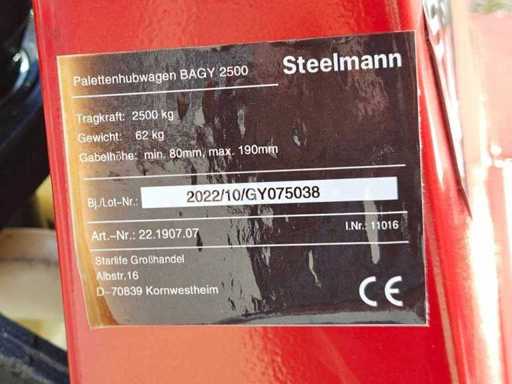 Palettenhubwagen BAGY 2500
Steelmann
Tragkraft: 2500 kg
Gewicht: 62 kg
Gabelhöhe: min. 80mm, max. 190mm
Bj./Lot-Nr.: 2022/10/GY075038
Art.-Nr.: 22.1907.07
I.Nr.: 11016
Starlife Großhandel
Albstr.16
D-70839 Kornwestheim
CE